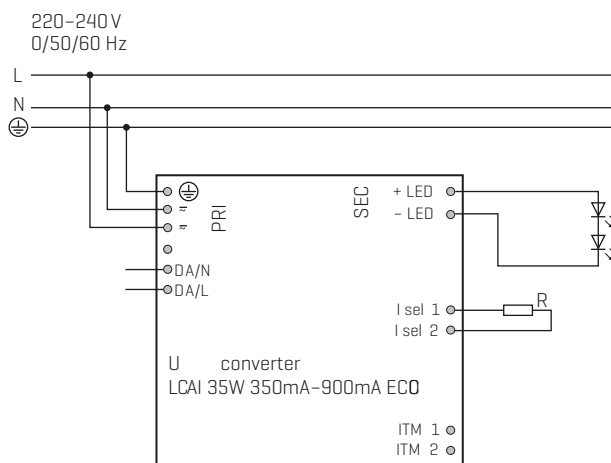 220–240 V
0/50/60 Hz
L
N
PRI
SEC
+ LED
– LED
DA/N
DA/L
I sel 1
R
I sel 2
U converter
LCAI 35W 350mA–900mA ECO
ITM 1
ITM 2